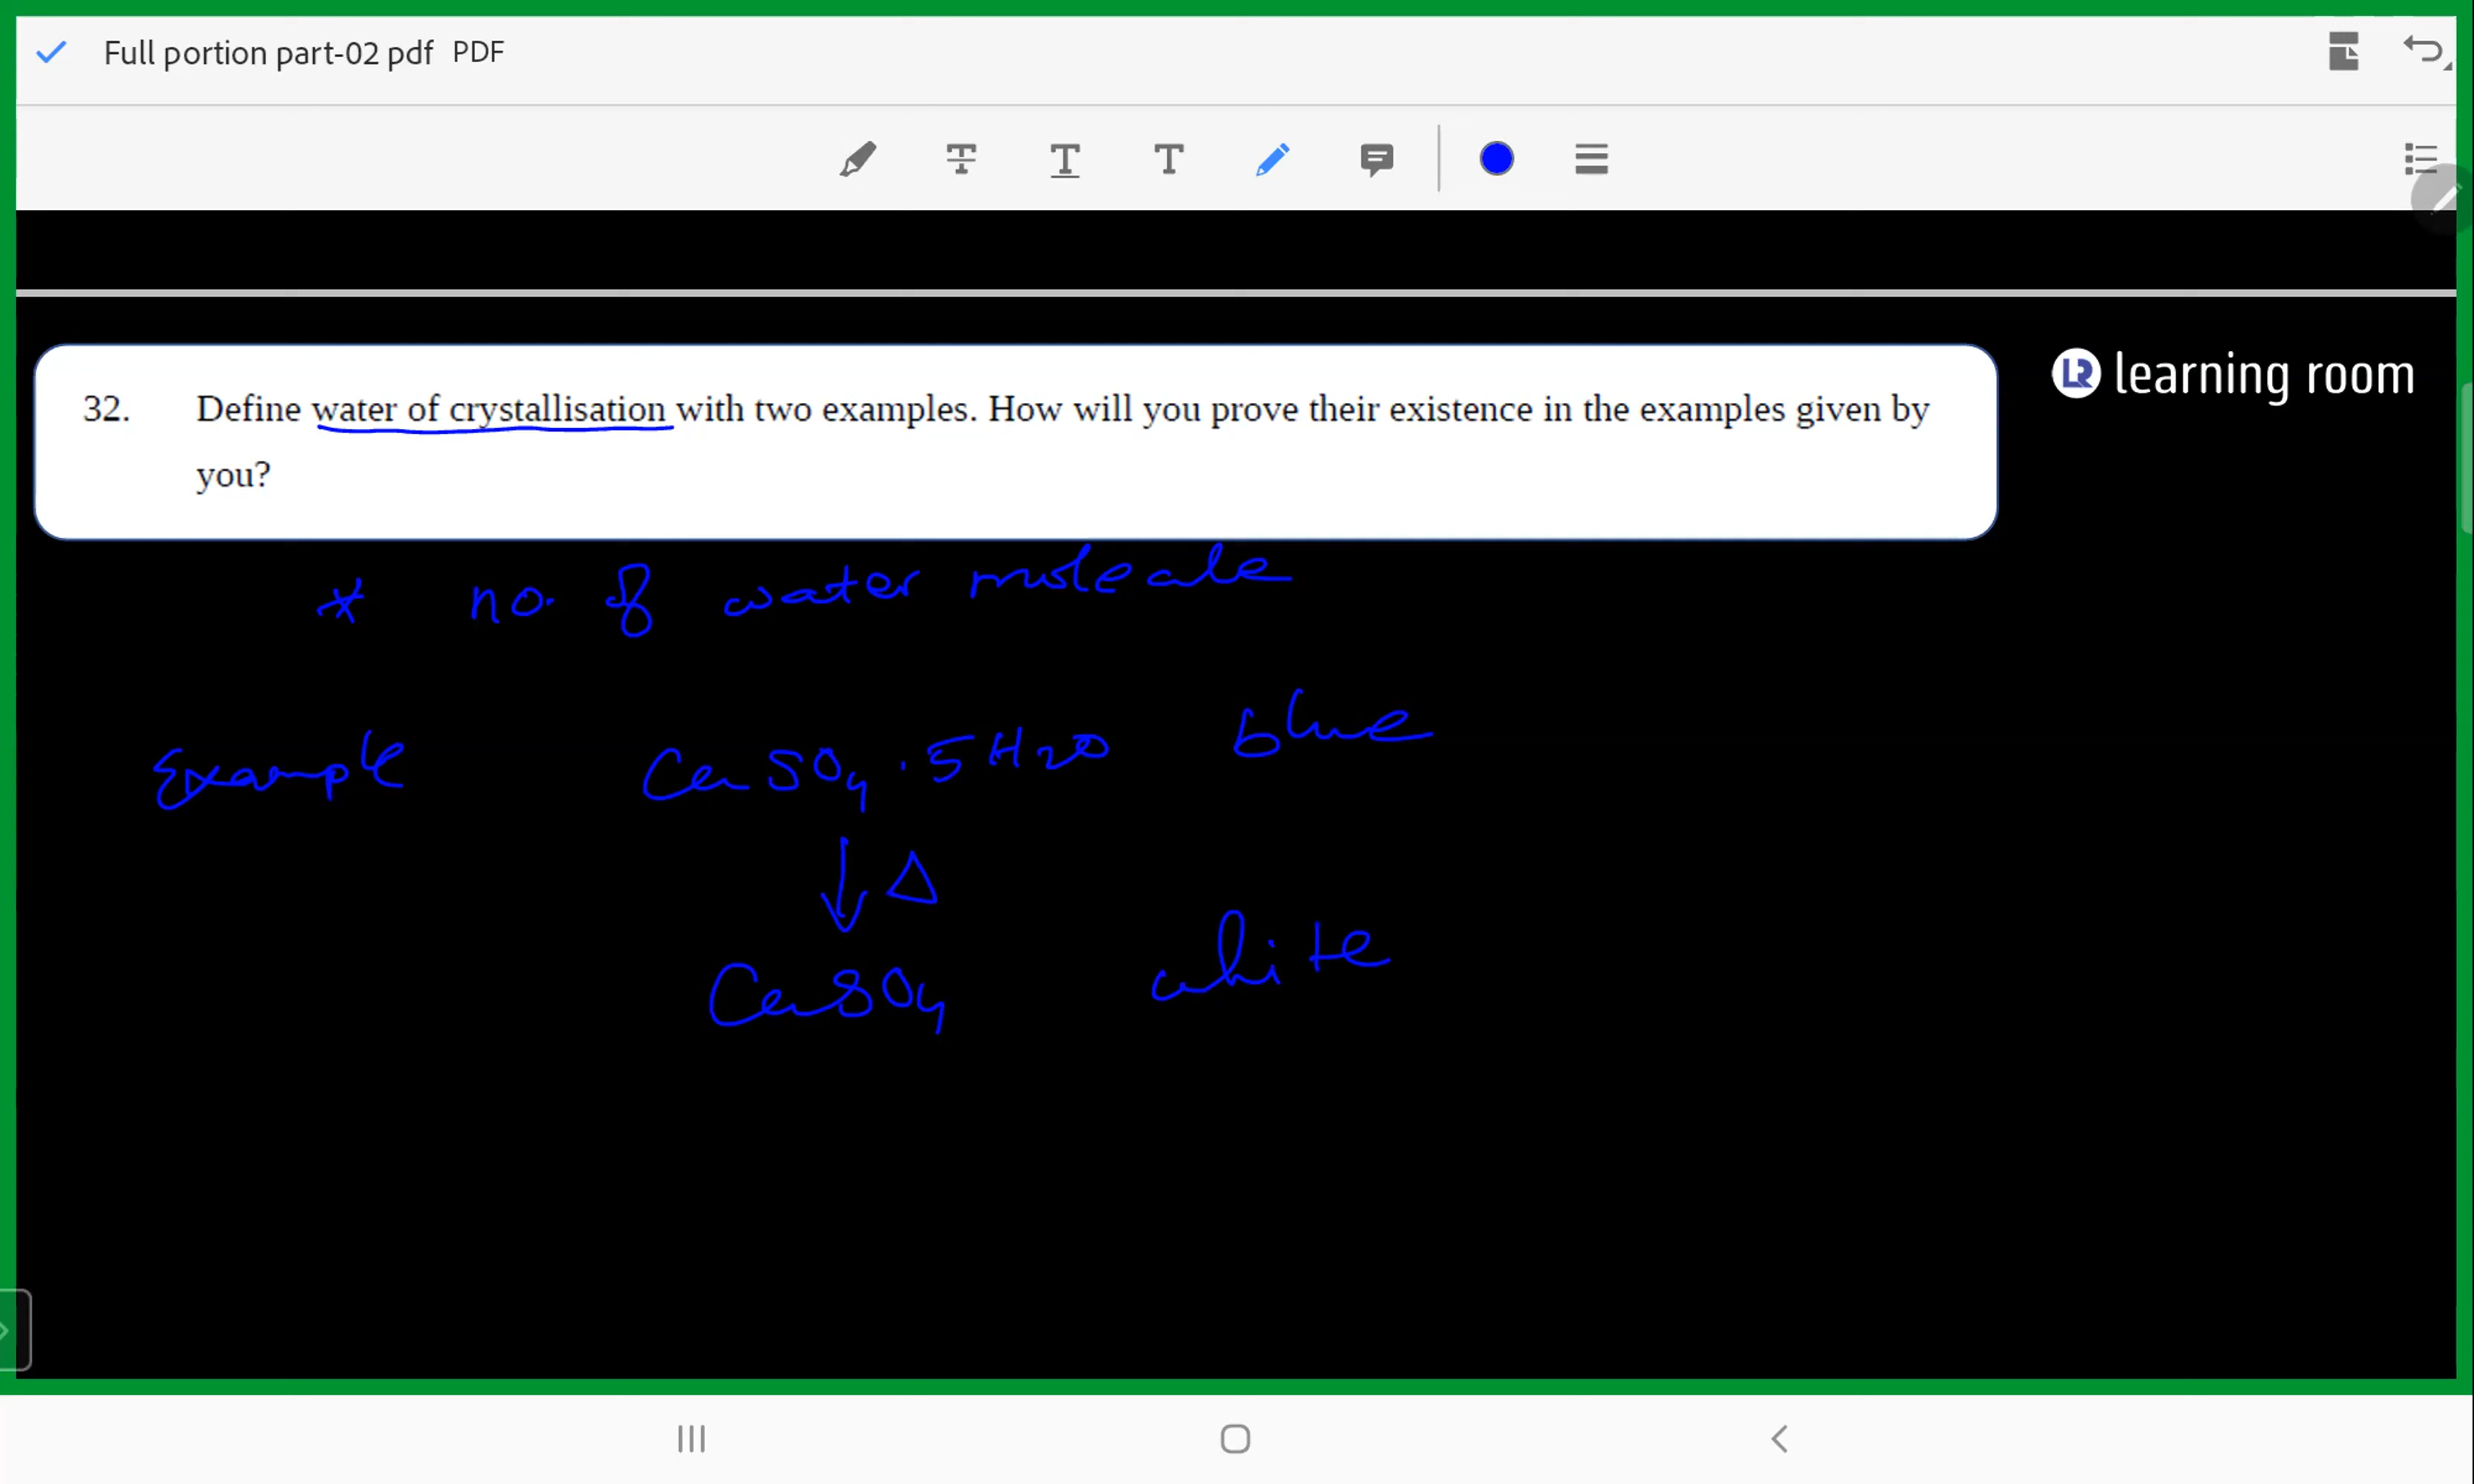 Full portion part-02 pdf PDF
learning room
32. Define water of crystallisation with two examples. How will you prove their existence in the examples given by
you?
* no. of water molecule
Example CuSO4 . 5H2O blue
Δ
CuSO4 white